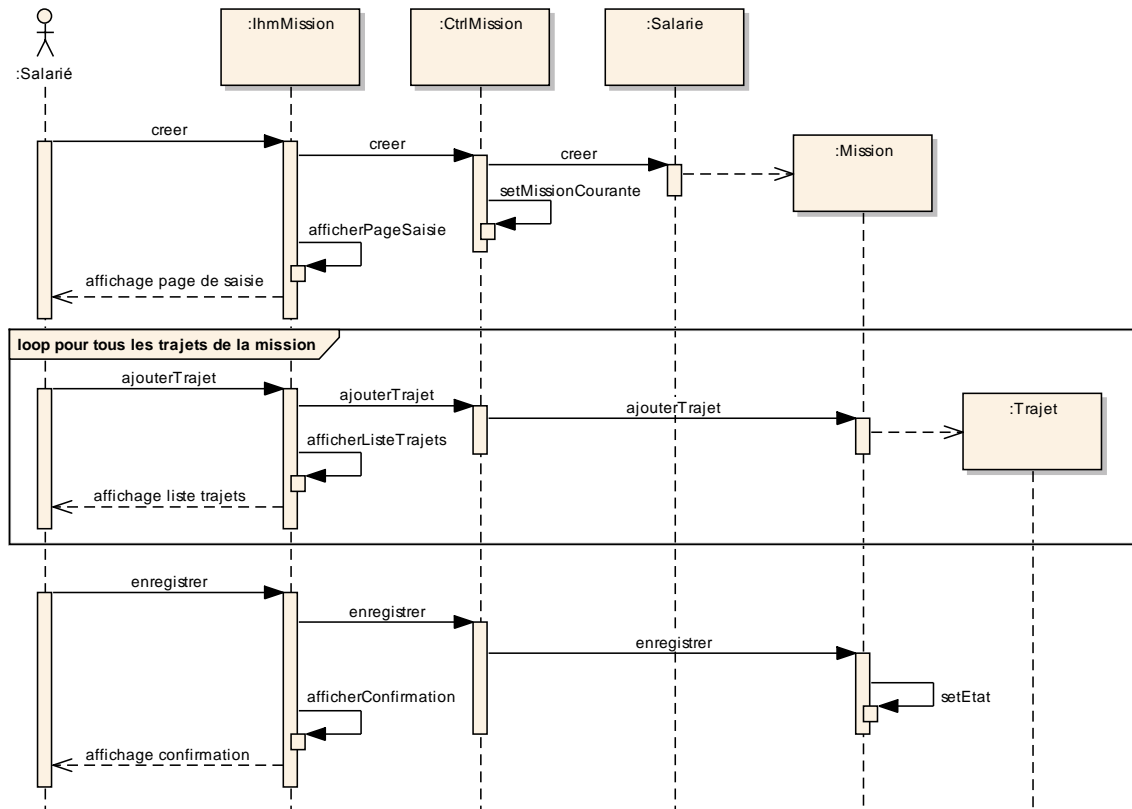 :Salarié
:IhmMission
:CtrlMission
:Salarie
creer
creer
creer
:Mission
setMissionCourante
afficherPageSaisie
affichage page de saisie
loop pour tous les trajets de la mission
ajouterTrajet
ajouterTrajet
ajouterTrajet
:Trajet
afficherListeTrajets
affichage liste trajets
enregistrer
enregistrer
enregistrer
afficherConfirmation
setEtat
affichage confirmation